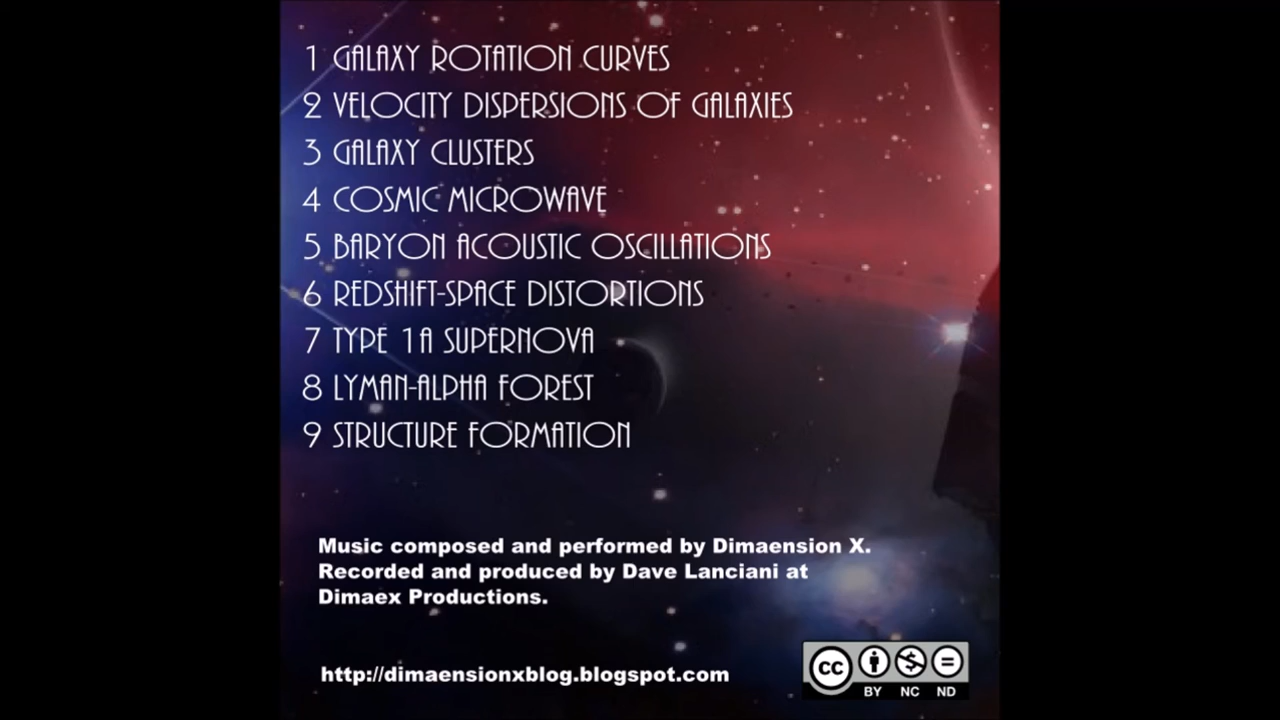 1 GALAXY ROTATION CURVES
2 VELOCITY DISPERSIONS OF GALAXIES
3 GALAXY CLUSTERS
4 COSMIC MICROWAVE
5 BARYON ACOUSTIC OSCILLATIONS
6 REDSHIFT-SPACE DISTORTIONS
7 TYPE 1A SUPERNOVA
8 LYMAN-ALPHA FOREST
9 STRUCTURE FORMATION
Music composed and performed by Dimaension X.
Recorded and produced by Dave Lanciani at
Dimaex Productions.
http://dimaensionxblog.blogspot.com
cc
BY NC ND